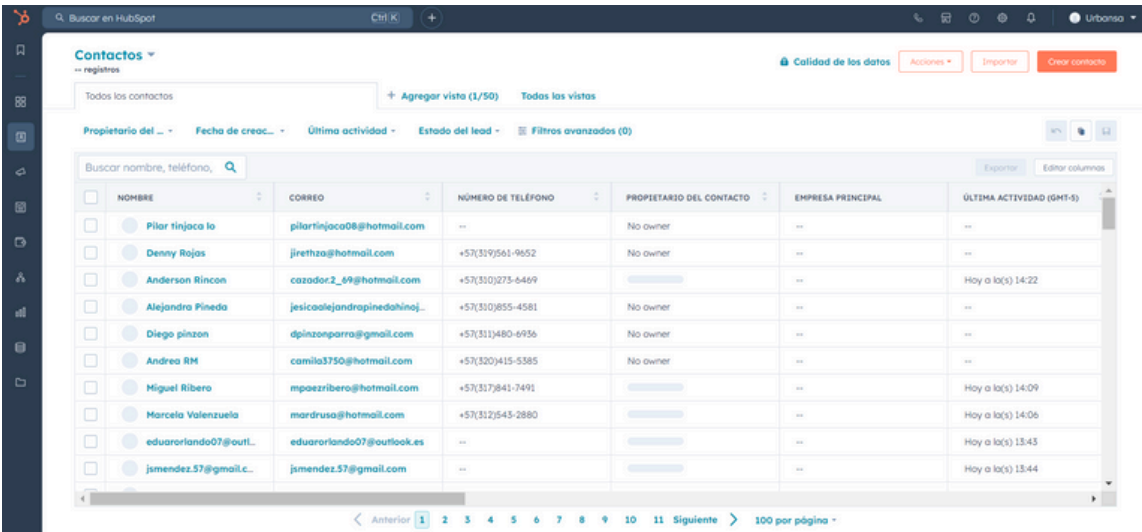 Buscar en HubSpot Ctrl K + Urbansa
Contactos
-- registros
Calidad de los datos Acciones Importar Crear contacto
Todos los contactos + Agregar vista (1/50) Todas las vistas
Propietario del ... Fecha de creac... Última actividad Estado del lead Filtros avanzados (0)
Buscar nombre, teléfono, Exportar Editar columnas
NOMBRE CORREO NÚMERO DE TELÉFONO PROPIETARIO DEL CONTACTO EMPRESA PRINCIPAL ÚLTIMA ACTIVIDAD (GMT-5)
Pilar tinjaca lo pilartinjaca08@hotmail.com -- No owner -- --
Denny Rojas jirethza@hotmail.com +57(319)561-9652 No owner -- --
Anderson Rincon cazador.2_69@hotmail.com +57(310)273-6469 -- Hoy a la(s) 14:22
Alejandra Pineda jesicaalejandrapinedahinoj... +57(310)855-4581 No owner -- --
Diego pinzon dpinzonparra@gmail.com +57(311)480-6936 No owner -- --
Andrea RM camila3750@hotmail.com +57(320)415-5385 No owner -- --
Miguel Ribero mpaezribero@hotmail.com +57(317)841-7491 -- Hoy a la(s) 14:09
Marcela Valenzuela mardrusa@hotmail.com +57(312)543-2880 -- Hoy a la(s) 14:06
eduarorlando07@outl... eduarorlando07@outlook.es -- -- Hoy a la(s) 13:43
jsmendez.57@gmail.c... jsmendez.57@gmail.com -- -- Hoy a la(s) 13:44
Anterior 1 2 3 4 5 6 7 8 9 10 11 Siguiente 100 por página